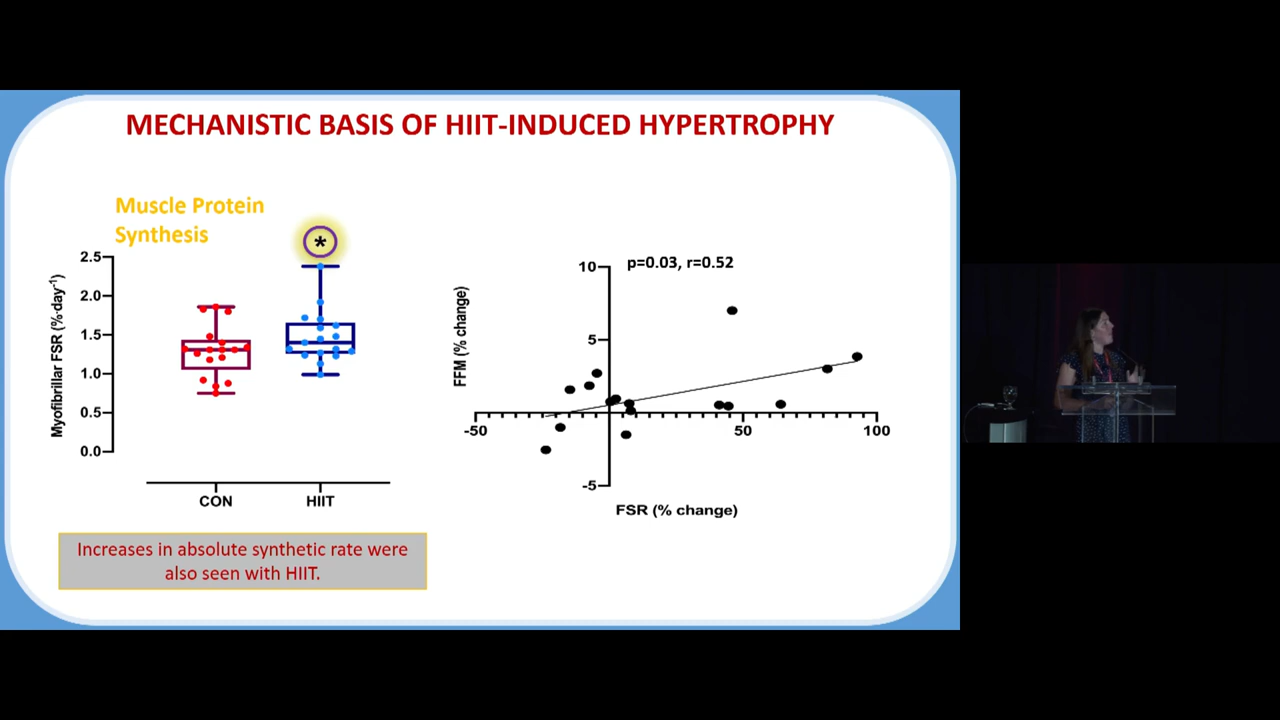 MECHANISTIC BASIS OF HIIT-INDUCED HYPERTROPHY
Muscle Protein
Synthesis
*
Myofibrillar FSR (%·day⁻¹)
2.5
2.0
1.5
1.0
0.5
0.0
CON
HIIT
Increases in absolute synthetic rate were
also seen with HIIT.
p=0.03, r=0.52
FFM (% change)
10
5
-5
-50
50
100
FSR (% change)